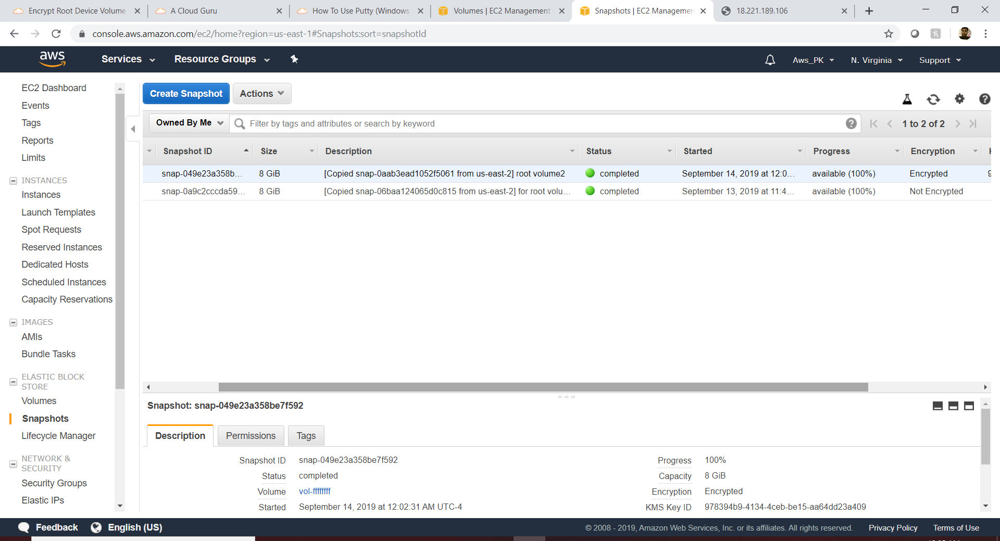 Encrypt Root Device Volume
A Cloud Guru
How To Use Putty (Windows
Volumes | EC2 Management
Snapshots | EC2 Managemen
18.221.189.106
console.aws.amazon.com/ec2/home?region=us-east-1#Snapshots:sort=snapshotId
aws
Services
Resource Groups
Aws_PK
N. Virginia
Support
EC2 Dashboard
Events
Tags
Reports
Limits
INSTANCES
Instances
Launch Templates
Spot Requests
Reserved Instances
Dedicated Hosts
Scheduled Instances
Capacity Reservations
IMAGES
AMIs
Bundle Tasks
ELASTIC BLOCK
STORE
Volumes
Snapshots
Lifecycle Manager
NETWORK &
SECURITY
Security Groups
Elastic IPs
Create Snapshot
Actions
Owned By Me
Filter by tags and attributes or search by keyword
1 to 2 of 2
Snapshot ID Size Description Status Started Progress Encryption
snap-049e23a358b... 8 GiB [Copied snap-0aab3ead1052f5061 from us-east-2] root volume2 completed September 14, 2019 at 12:0... available (100%) Encrypted 9
snap-0a9c2cccda59... 8 GiB [Copied snap-06baa124065d0c815 from us-east-2] for root volu... completed September 13, 2019 at 11:4... available (100%) Not Encrypted
Snapshot: snap-049e23a358be7f592
Description
Permissions
Tags
Snapshot ID snap-049e23a358be7f592
Status completed
Volume vol-ffffffff
Started September 14, 2019 at 12:02:31 AM UTC-4
Progress 100%
Capacity 8 GiB
Encryption Encrypted
KMS Key ID 978394b9-4134-4ceb-be15-aa64dd23a409
Feedback
English (US)
© 2008 - 2019, Amazon Web Services, Inc. or its affiliates. All rights reserved.
Privacy Policy
Terms of Use